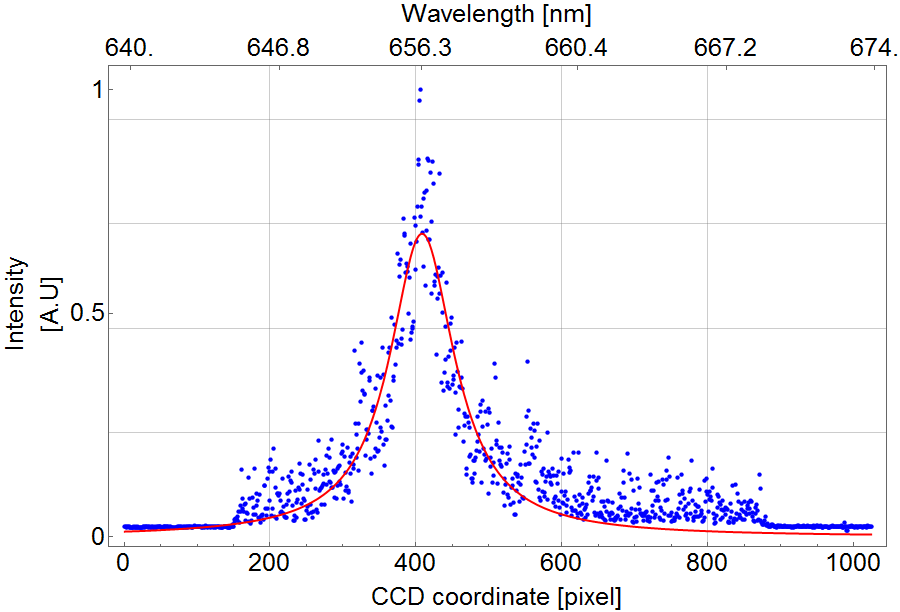 Wavelength [nm]
640. 646.8 656.3 660.4 667.2 674.
1
Intensity
[A.U]
0.5
0
0 200 400 600 800 1000
CCD coordinate [pixel]